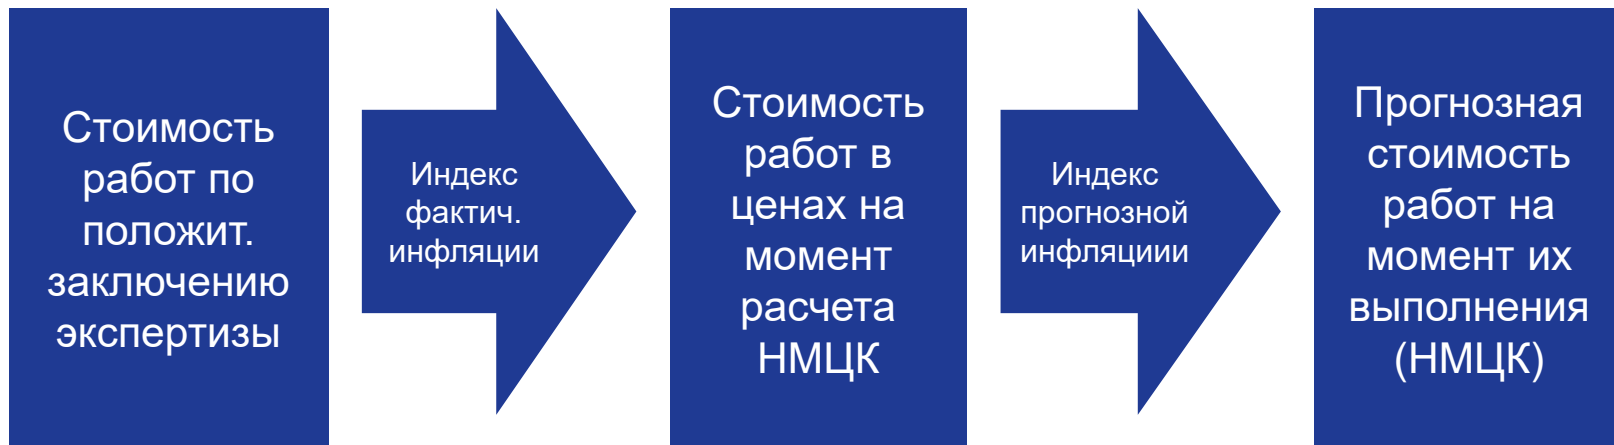 Стоимость
работ по
положит.
заключению
экспертизы
Индекс
фактич.
инфляции
Стоимость
работ в
ценах на
момент
расчета
НМЦК
Индекс
прогнозной
инфляциии
Прогнозная
стоимость
работ на
момент их
выполнения
(НМЦК)